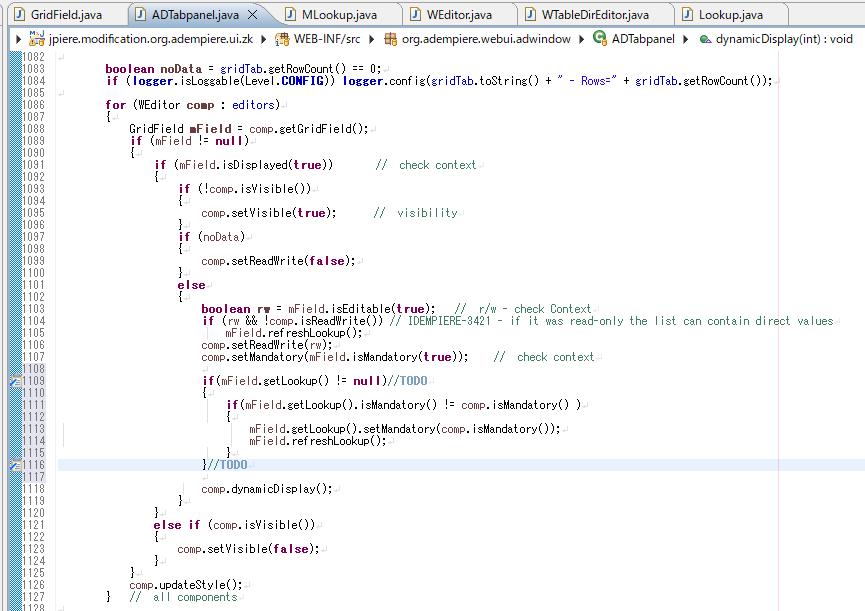 GridField.java ADTabpanel.java MLookup.java WEditor.java WTableDirEditor.java Lookup.java
jpiere.modification.org.adempiere.ui.zk WEB-INF/src org.adempiere.webui.adwindow ADTabpanel dynamicDisplay(int) : void
1082
1083 boolean noData = gridTab.getRowCount() == 0;
1084 if (logger.isLoggable(Level.CONFIG)) logger.config(gridTab.toString() + " - Rows=" + gridTab.getRowCount());
1085
1086 for (WEditor comp : editors)
1087 {
1088 GridField mField = comp.getGridField();
1089 if (mField != null)
1090 {
1091 if (mField.isDisplayed(true)) // check context
1092 {
1093 if (!comp.isVisible())
1094 {
1095 comp.setVisible(true); // visibility
1096 }
1097 if (noData)
1098 {
1099 comp.setReadWrite(false);
1100 }
1101 else
1102 {
1103 boolean rw = mField.isEditable(true); // r/w - check Context
1104 if (rw && !comp.isReadWrite()) // IDEMPIERE-3421 - if it was read-only the list can contain direct values
1105 mField.refreshLookup();
1106 comp.setReadWrite(rw);
1107 comp.setMandatory(mField.isMandatory(true)); // check context
1108
1109 if(mField.getLookup() != null)//TODO
1110 {
1111 if(mField.getLookup().isMandatory() != comp.isMandatory() )
1112 {
1113 mField.getLookup().setMandatory(comp.isMandatory());
1114 mField.refreshLookup();
1115 }
1116 }//TODO
1117
1118 comp.dynamicDisplay();
1119 }
1120 }
1121 else if (comp.isVisible())
1122 {
1123 comp.setVisible(false);
1124 }
1125 }
1126 comp.updateStyle();
1127 } // all components
1128